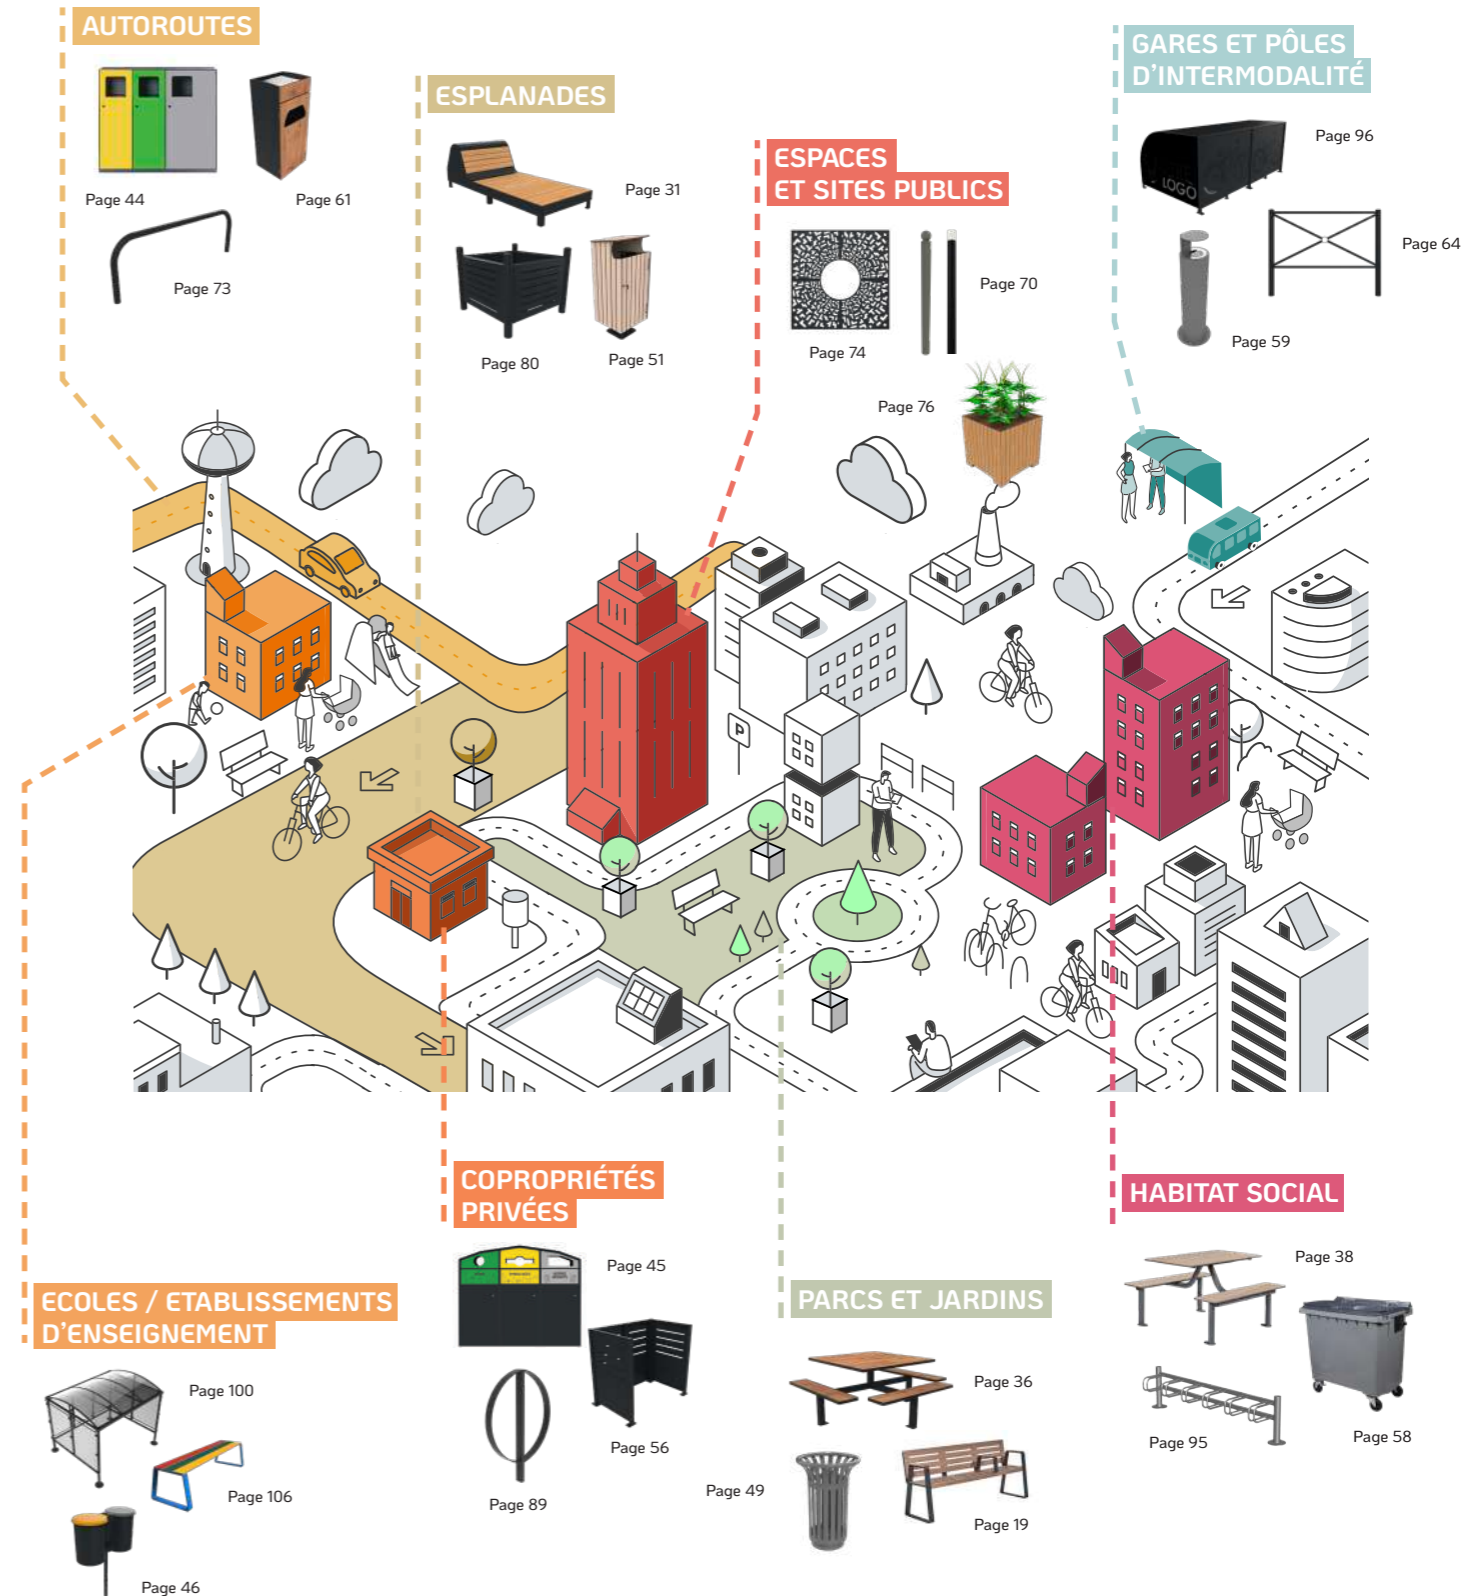 AUTOROUTES
Page 44
Page 61
Page 73
ESPLANADES
Page 31
Page 80
Page 51
ESPACES
ET SITES PUBLICS
Page 74
Page 70
Page 76
GARES ET PÔLES
D'INTERMODALITÉ
LOGO
Page 96
Page 64
Page 59
P
ECOLES / ETABLISSEMENTS
D'ENSEIGNEMENT
Page 100
Page 106
Page 46
COPROPRIÉTÉS
PRIVÉES
Page 45
Page 56
Page 89
PARCS ET JARDINS
Page 36
Page 49
Page 19
HABITAT SOCIAL
Page 38
Page 95
Page 58